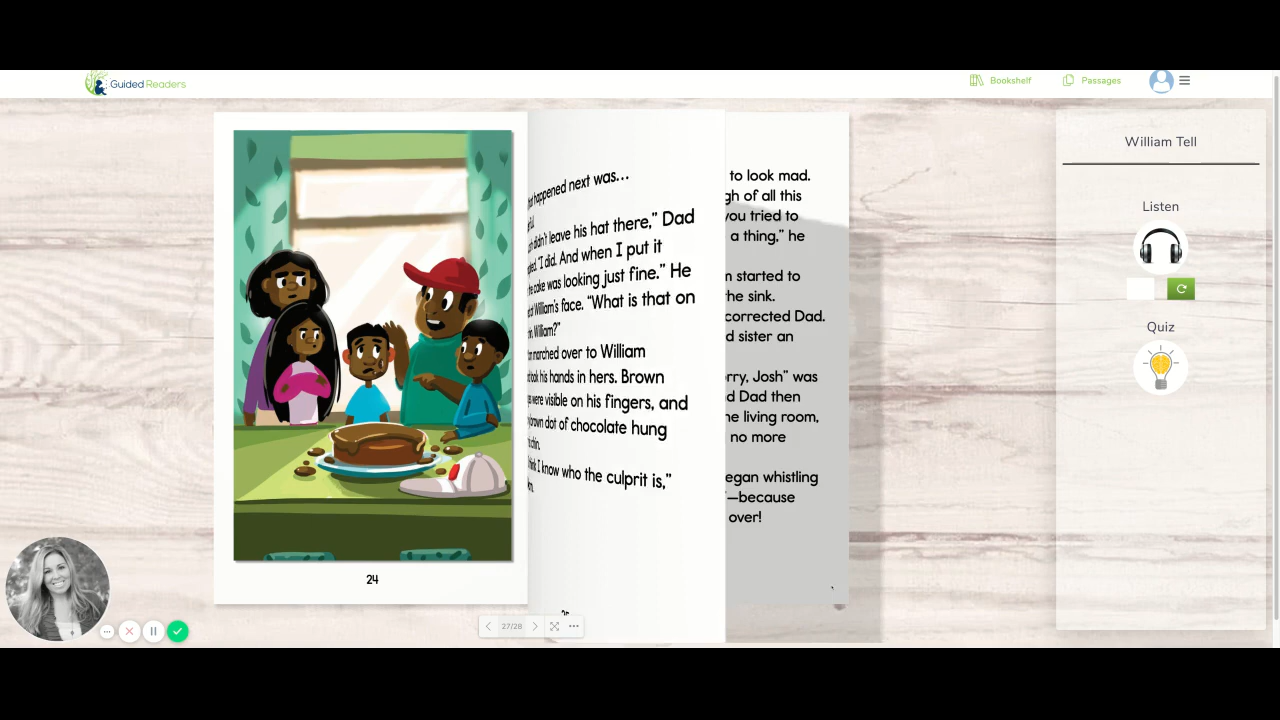 Guided Readers
Bookshelf
Passages
William Tell
Listen
Quiz
happened next was...
didn't leave his hat there," Dad
"I did. And when I put it
cake was looking just fine." He
William's face. "What is that on
William?"
marched over to William
took his hands in hers. Brown
were visible on his fingers, and
brown dot of chocolate hung
chin.
I know who the culprit is,"
to look mad.
of all this
you tried to
a thing," he
started to
the sink.
corrected Dad.
sister an
Josh" was
Dad then
living room,
no more
whistling
—because
over!
24
27/28